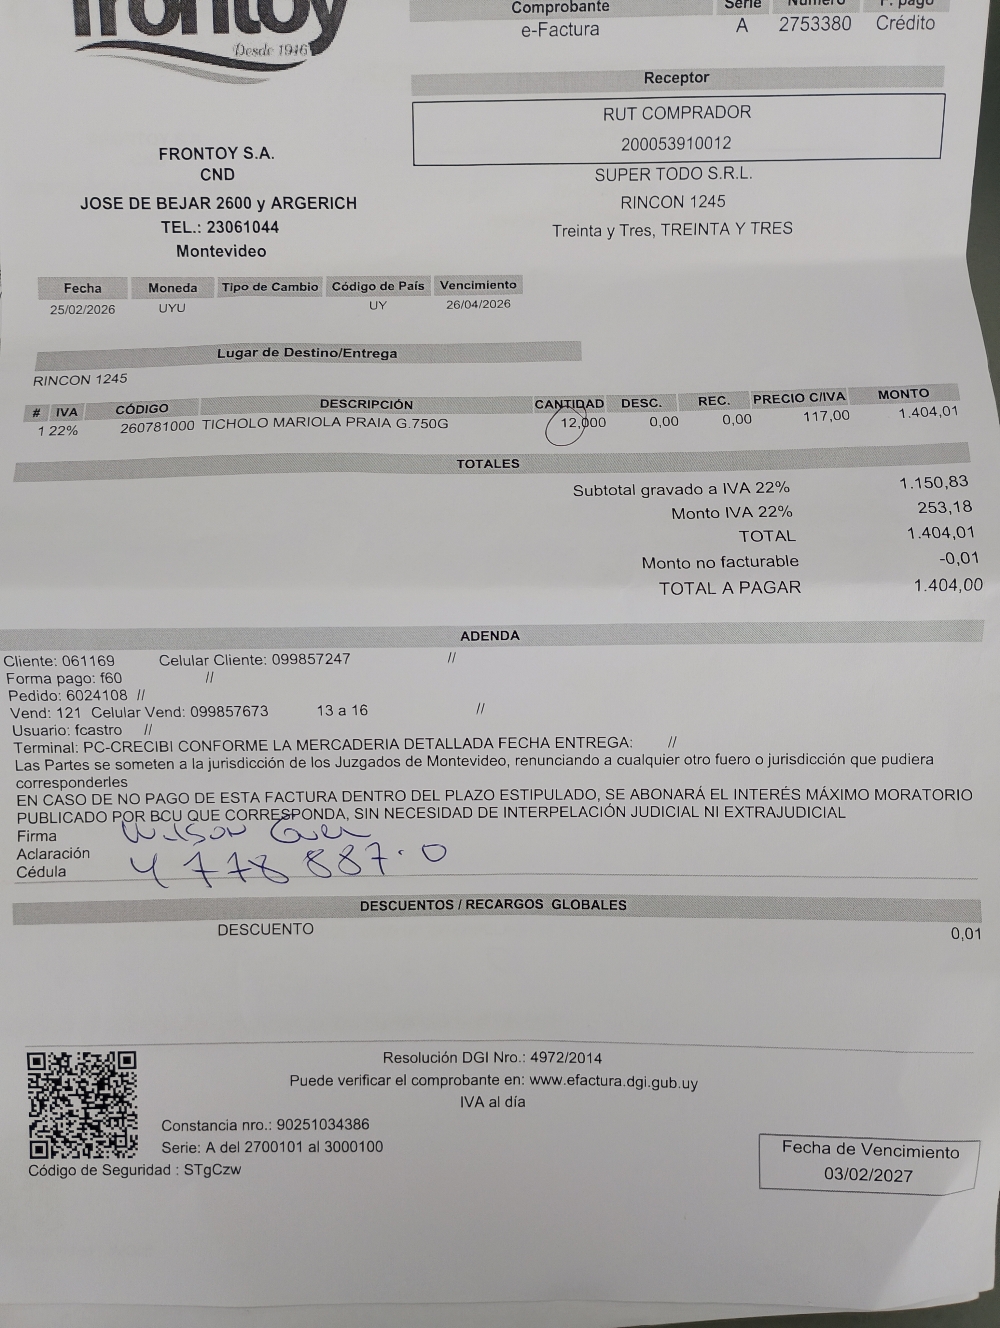 frontoy
Desde 1946
Comprobante Serie Número F. pago
e-Factura A 2753380 Crédito
Receptor
RUT COMPRADOR
200053910012
SUPER TODO S.R.L.
RINCON 1245
Treinta y Tres, TREINTA Y TRES
FRONTOY S.A.
CND
JOSE DE BEJAR 2600 y ARGERICH
TEL.: 23061044
Montevideo
Fecha Moneda Tipo de Cambio Código de País Vencimiento
25/02/2026 UYU UY 26/04/2026
Lugar de Destino/Entrega
RINCON 1245
# IVA CÓDIGO DESCRIPCIÓN CANTIDAD DESC. REC. PRECIO C/IVA MONTO
1 22% 260781000 TICHOLO MARIOLA PRAIA G.750G 12,000 0,00 0,00 117,00 1.404,01
TOTALES
Subtotal gravado a IVA 22% 1.150,83
Monto IVA 22% 253,18
TOTAL 1.404,01
Monto no facturable -0,01
TOTAL A PAGAR 1.404,00
ADENDA
Cliente: 061169 Celular Cliente: 099857247 //
Forma pago: f60 //
Pedido: 6024108 //
Vend: 121 Celular Vend: 099857673 13 a 16 //
Usuario: fcastro //
Terminal: PC-CRECIBI CONFORME LA MERCADERIA DETALLADA FECHA ENTREGA: //
Las Partes se someten a la jurisdicción de los Juzgados de Montevideo, renunciando a cualquier otro fuero o jurisdicción que pudiera
corresponderles
EN CASO DE NO PAGO DE ESTA FACTURA DENTRO DEL PLAZO ESTIPULADO, SE ABONARÁ EL INTERÉS MÁXIMO MORATORIO
PUBLICADO POR BCU QUE CORRESPONDA, SIN NECESIDAD DE INTERPELACIÓN JUDICIAL NI EXTRAJUDICIAL
Firma Wilson
Aclaración
Cédula 4778887-0
DESCUENTOS / RECARGOS GLOBALES
DESCUENTO 0,01
Resolución DGI Nro.: 4972/2014
Puede verificar el comprobante en: www.efactura.dgi.gub.uy
IVA al día
Constancia nro.: 90251034386
Serie: A del 2700101 al 3000100
Código de Seguridad : STgCzw
Fecha de Vencimiento
03/02/2027